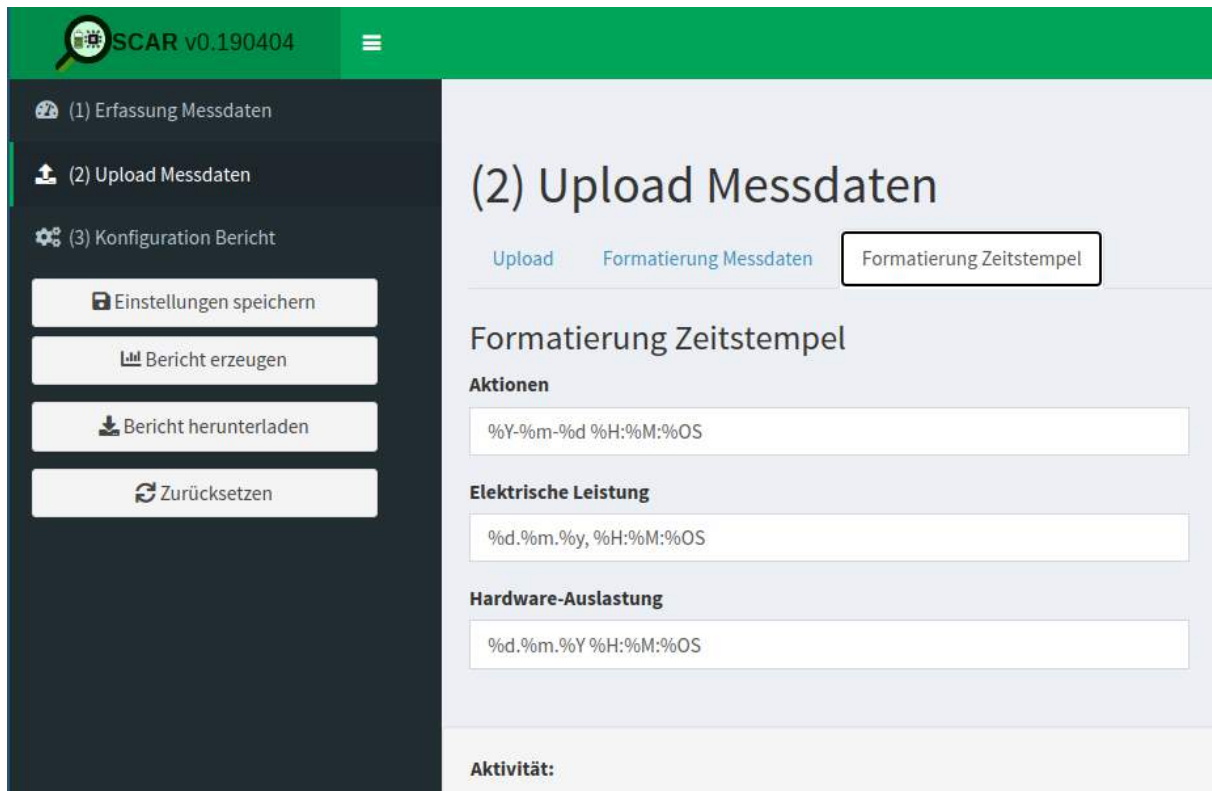 SCAR v0.190404
(1) Erfassung Messdaten
(2) Upload Messdaten
(3) Konfiguration Bericht
Einstellungen speichern
Bericht erzeugen
Bericht herunterladen
Zurücksetzen
(2) Upload Messdaten
Upload Formatierung Messdaten Formatierung Zeitstempel
Formatierung Zeitstempel
Aktionen
%Y-%m-%d %H:%M:%OS
Elektrische Leistung
%d.%m.%y, %H:%M:%OS
Hardware-Auslastung
%d.%m.%Y %H:%M:%OS
Aktivität: